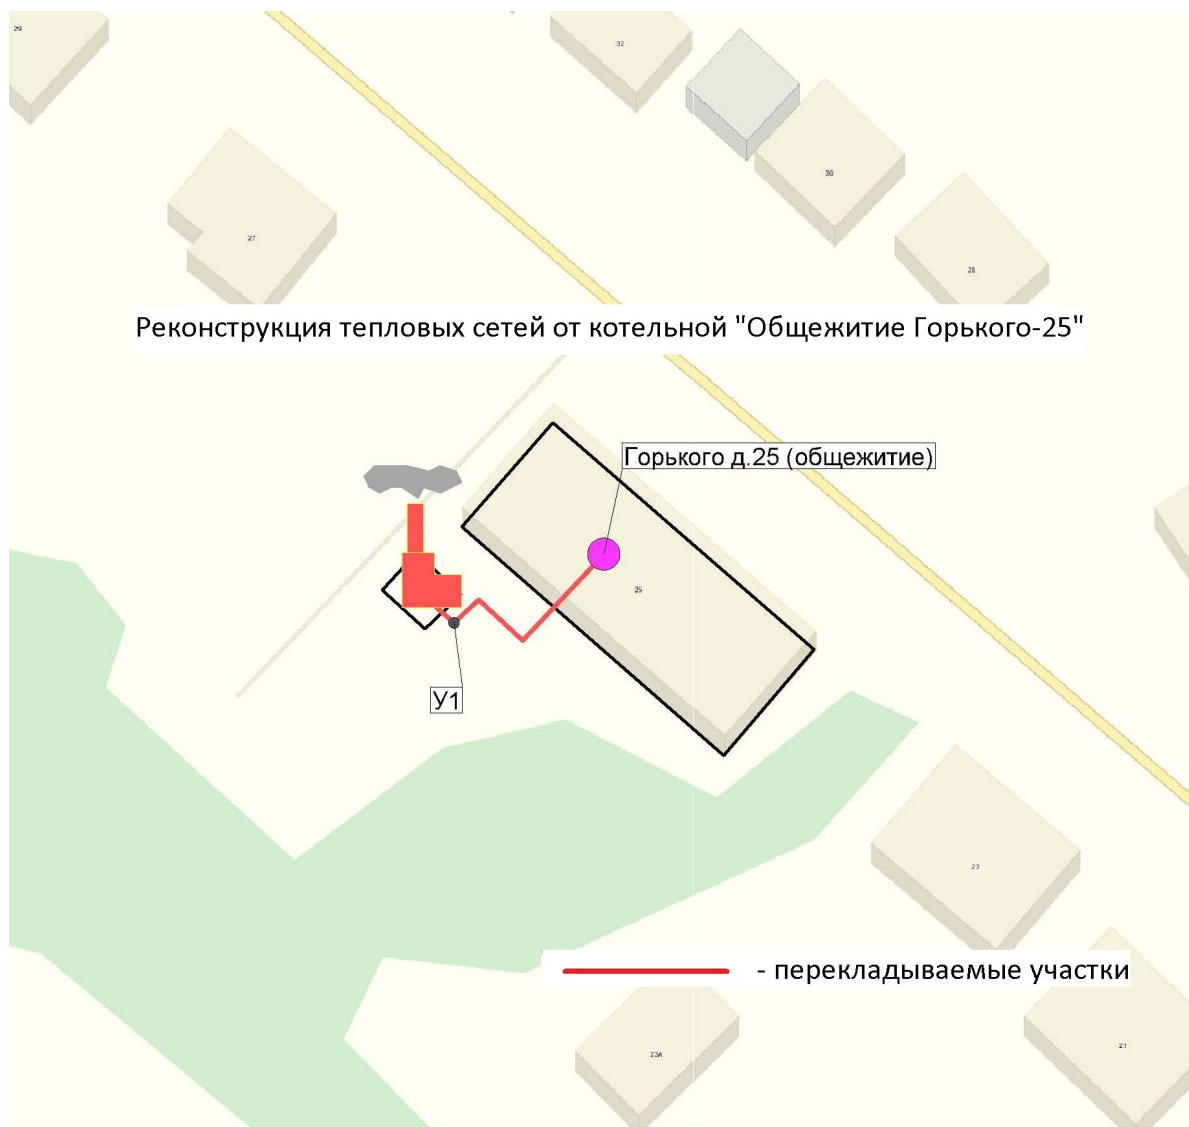 29
32
30
27
28
Реконструкция тепловых сетей от котельной "Общежитие Горького-25"
Горького д.25 (общежитие)
25
У1
23
- перекладываемые участки
21
23А